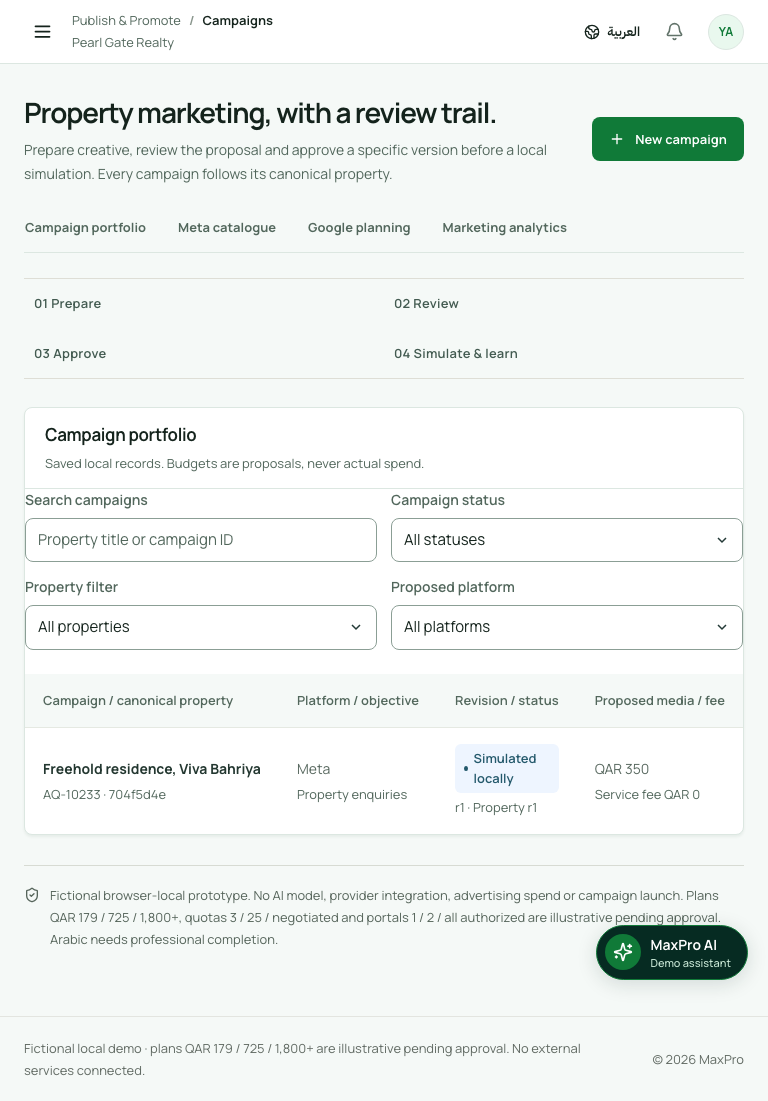 Publish & Promote / Campaigns
Pearl Gate Realty
العربية
YA
Property marketing, with a review trail.
Prepare creative, review the proposal and approve a specific version before a local
simulation. Every campaign follows its canonical property.
New campaign
Campaign portfolio
Meta catalogue
Google planning
Marketing analytics
01 Prepare
02 Review
03 Approve
04 Simulate & learn
Campaign portfolio
Saved local records. Budgets are proposals, never actual spend.
Search campaigns
Campaign status
Property title or campaign ID
All statuses
Property filter
Proposed platform
All properties
All platforms
Campaign / canonical property
Platform / objective
Revision / status
Proposed media / fee
Freehold residence, Viva Bahriya
AQ-10233 · 704f5d4e
Meta
Property enquiries
Simulated
locally
r1 · Property r1
QAR 350
Service fee QAR 0
Fictional browser-local prototype. No AI model, provider integration, advertising spend or campaign launch. Plans
QAR 179 / 725 / 1,800+, quotas 3 / 25 / negotiated and portals 1 / 2 / all authorized are illustrative pending approval.
Arabic needs professional completion.
MaxPro AI
Demo assistant
Fictional local demo · plans QAR 179 / 725 / 1,800+ are illustrative pending approval. No external
services connected.
© 2026 MaxPro